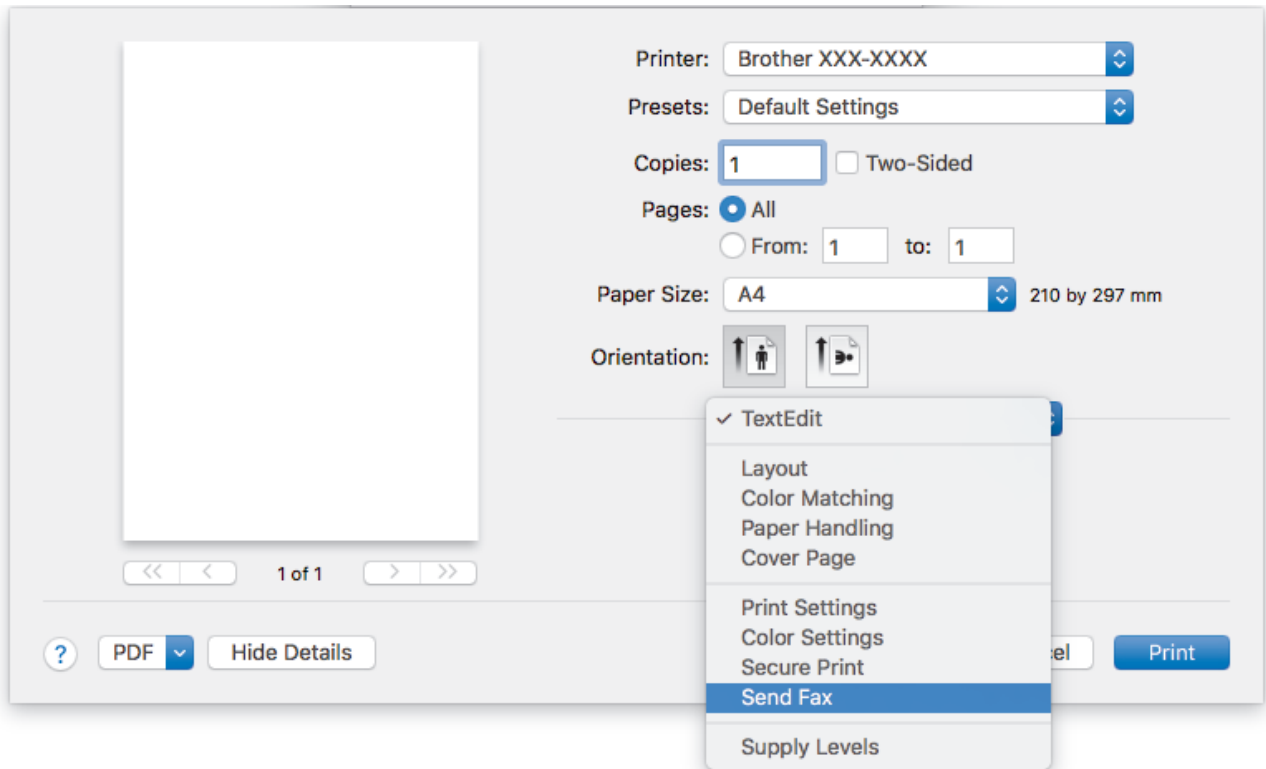 Printer: Brother XXX-XXXX
Presets: Default Settings
Copies: 1 Two-Sided
Pages: All
From: 1 to: 1
Paper Size: A4 210 by 297 mm
Orientation:
✓ TextEdit
Layout
Color Matching
Paper Handling
Cover Page
<< < 1 of 1 > >>
Print Settings
Color Settings
? PDF Hide Details Secure Print el Print
Send Fax
Supply Levels